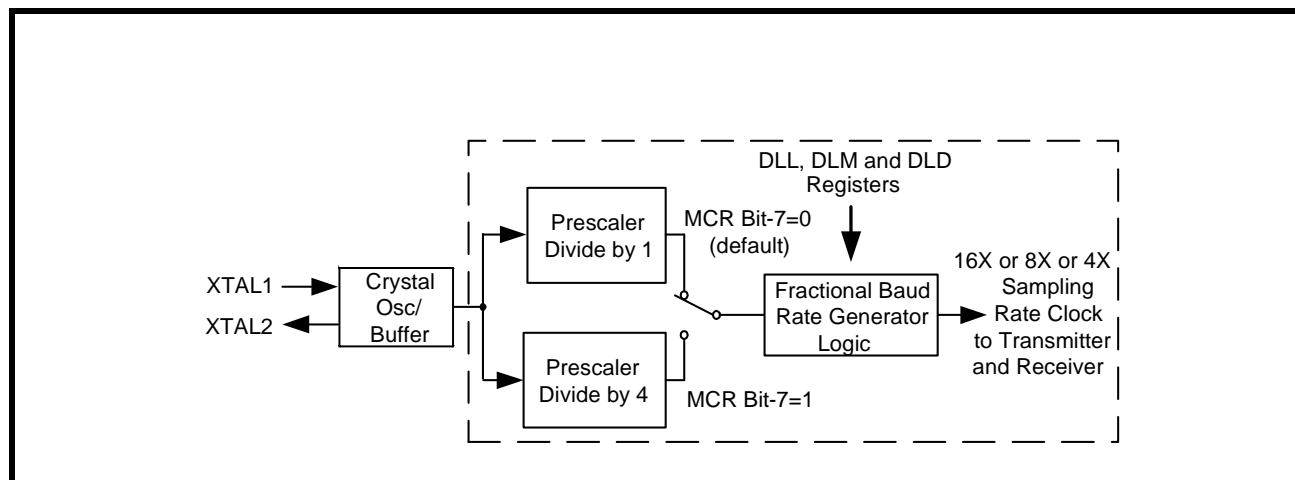 DLL, DLM and DLD
Registers
Prescaler
Divide by 1
MCR Bit-7=0
(default)
16X or 8X or 4X
Sampling
Rate Clock
to Transmitter
and Receiver
XTAL1
XTAL2
Crystal
Osc/
Buffer
Fractional Baud
Rate Generator
Logic
Prescaler
Divide by 4
MCR Bit-7=1